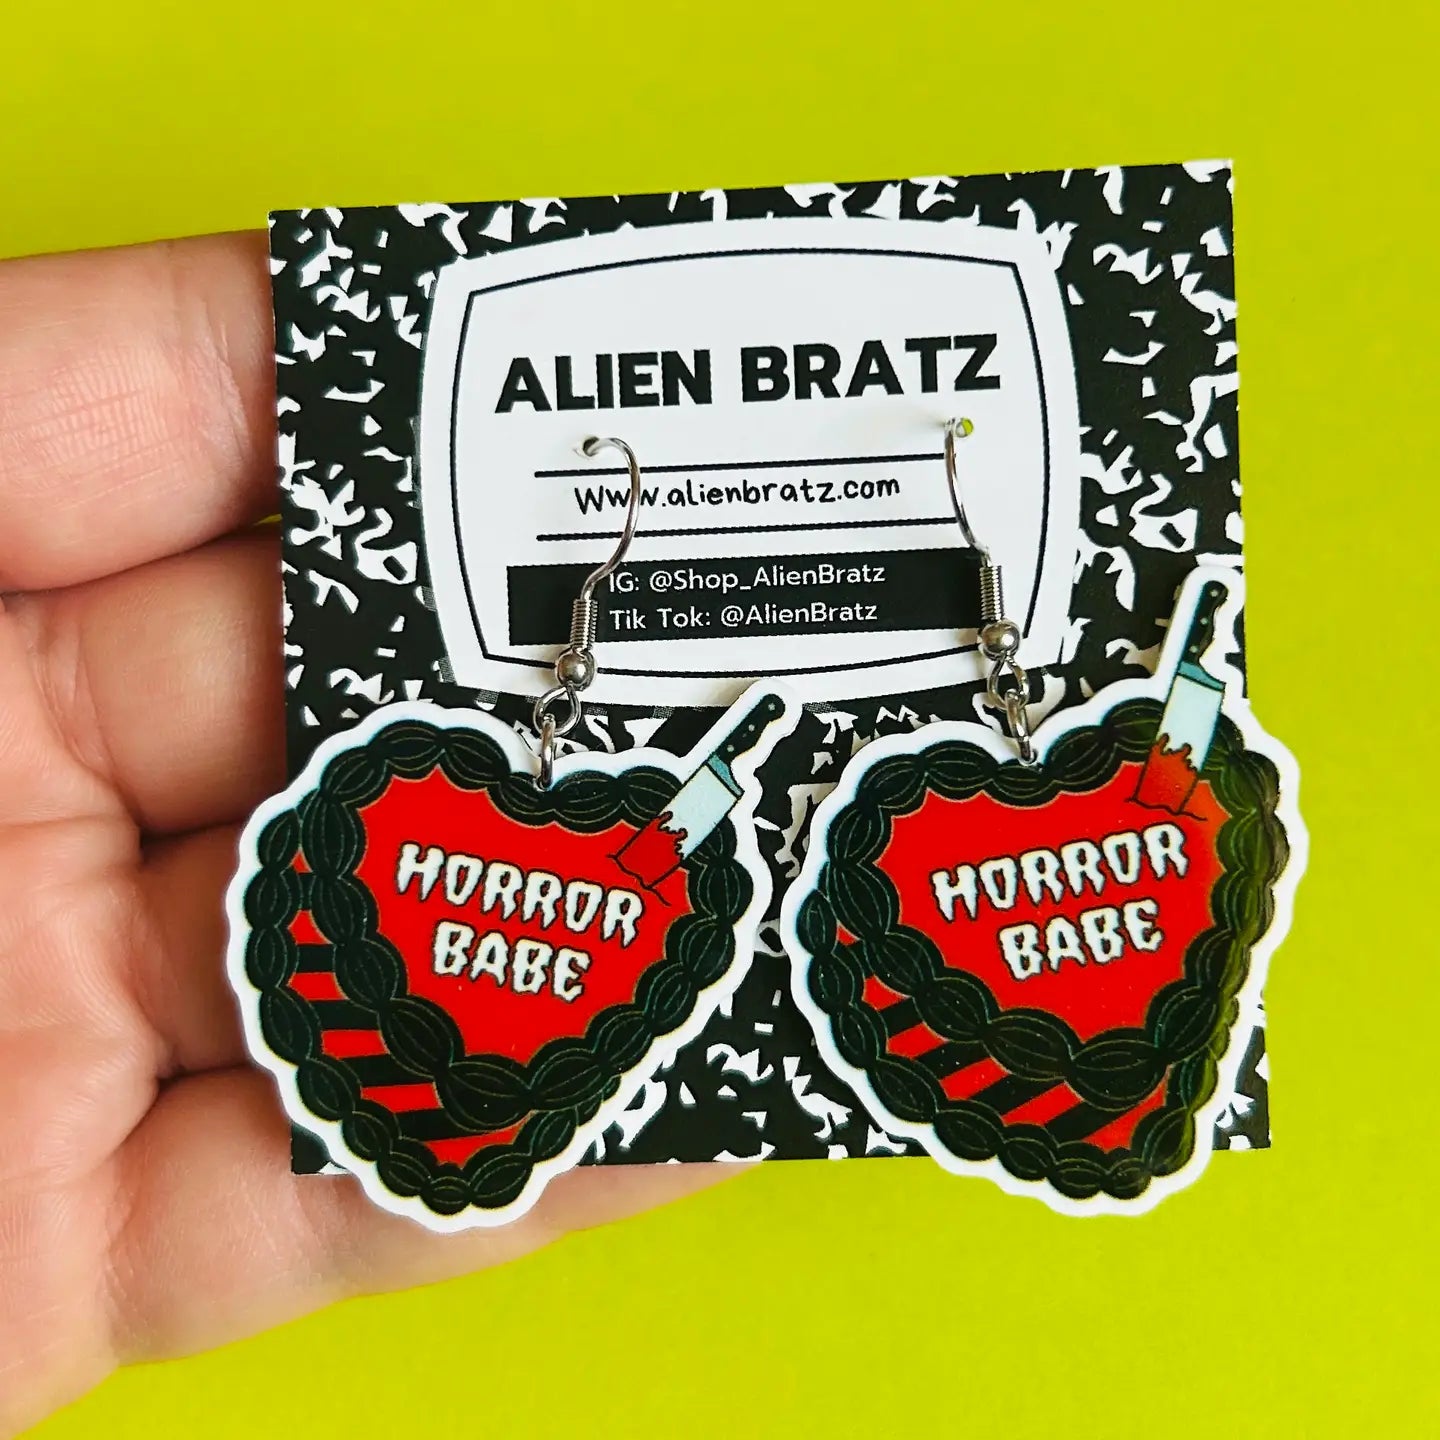 ALIEN BRATZ
Www.alienbratz.com
IG: @Shop_AlienBratz
Tik Tok: @AlienBratz
HORROR
BABE
HORROR
BABE